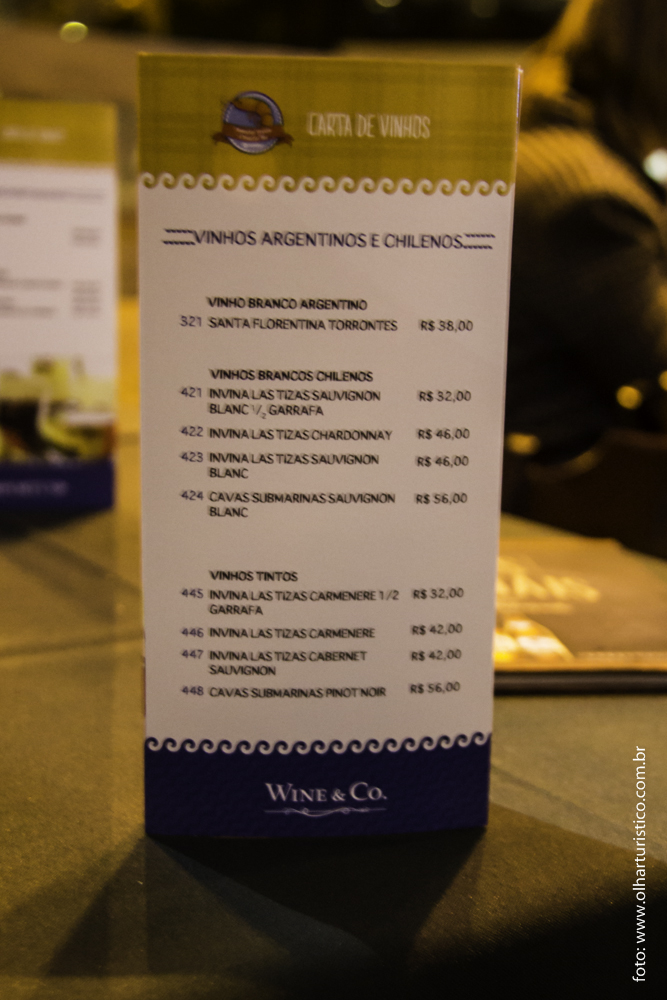 CARTA DE VINHOS
VINHOS ARGENTINOS E CHILENOS
VINHO BRANCO ARGENTINO
321 SANTA FLORENTINA TORRONTES R$ 38,00
VINHOS BRANCOS CHILENOS
421 INVINA LAS TIZAS SAUVIGNON R$ 32,00
BLANC 1/2 GARRAFA
422 INVINA LAS TIZAS CHARDONNAY R$ 46,00
423 INVINA LAS TIZAS SAUVIGNON R$ 46,00
BLANC
424 CAVAS SUBMARINAS SAUVIGNON R$ 56,00
BLANC
VINHOS TINTOS
445 INVINA LAS TIZAS CARMENERE 1/2 R$ 32,00
GARRAFA
446 INVINA LAS TIZAS CARMENERE R$ 42,00
447 INVINA LAS TIZAS CABERNET R$ 42,00
SAUVIGNON
448 CAVAS SUBMARINAS PINOT NOIR R$ 56,00
WINE & CO.
foto: www.olharturistico.com.br